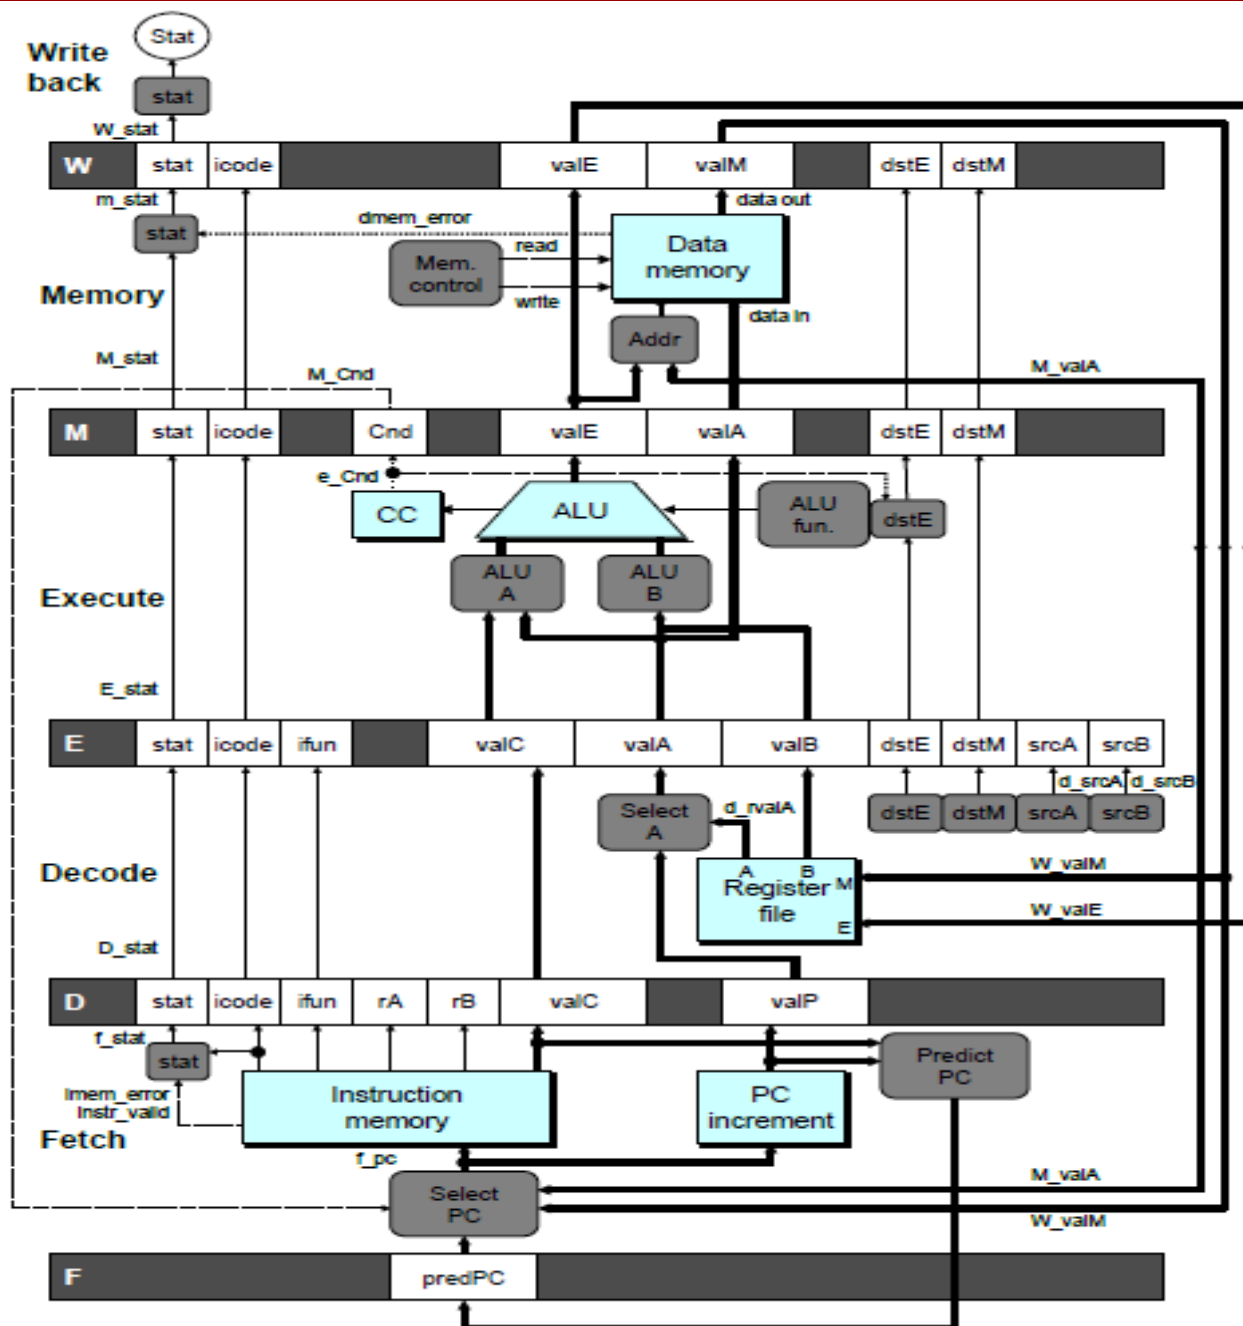 Stat
Write
back
stat
W_stat
W stat icode valE valM dstE dstM
m_stat
data out
dmem_error
stat
read
Data
memory
Mem.
control
write
Memory
data in
Addr
M_stat
M_Cnd
M_valA
M stat icode Cnd valE valA dstE dstM
e_Cnd
CC
ALU
ALU
fun.
dstE
ALU
A
ALU
B
Execute
E_stat
E stat icode ifun valC valA valB dstE dstM srcA srcB
d_srcA d_srcB
Select
A
d_rvalA
dstE dstM srcA srcB
Decode
A B
Register
file
M
E
W_valM
W_valE
D_stat
D stat icode ifun rA rB valC valP
f_stat
stat
Predict
PC
Imem_error
Instr_valid
Instruction
memory
PC
increment
Fetch
f_pc
M_valA
Select
PC
W_valM
F predPC